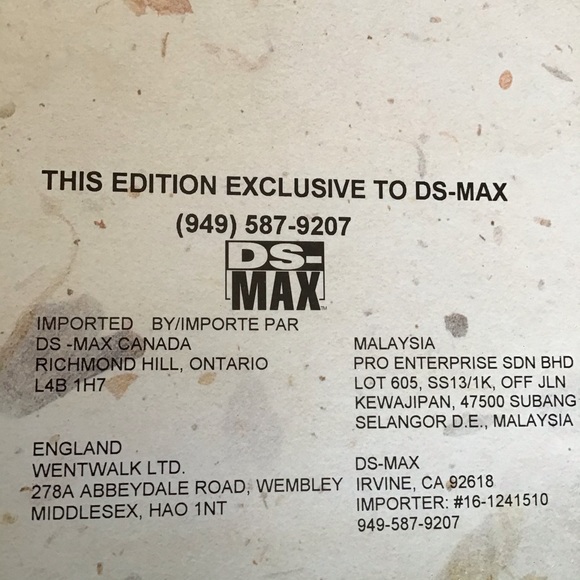 THIS EDITION EXCLUSIVE TO DS-MAX
(949) 587-9207
DS-
MAX™
IMPORTED BY/IMPORTE PAR
DS -MAX CANADA
RICHMOND HILL, ONTARIO
L4B 1H7
ENGLAND
WENTWALK LTD.
278A ABBEYDALE ROAD, WEMBLEY
MIDDLESEX, HAO 1NT
MALAYSIA
PRO ENTERPRISE SDN BHD
LOT 605, SS13/1K, OFF JLN
KEWAJIPAN, 47500 SUBANG
SELANGOR D.E., MALAYSIA
DS-MAX
IRVINE, CA 92618
IMPORTER: #16-1241510
949-587-9207